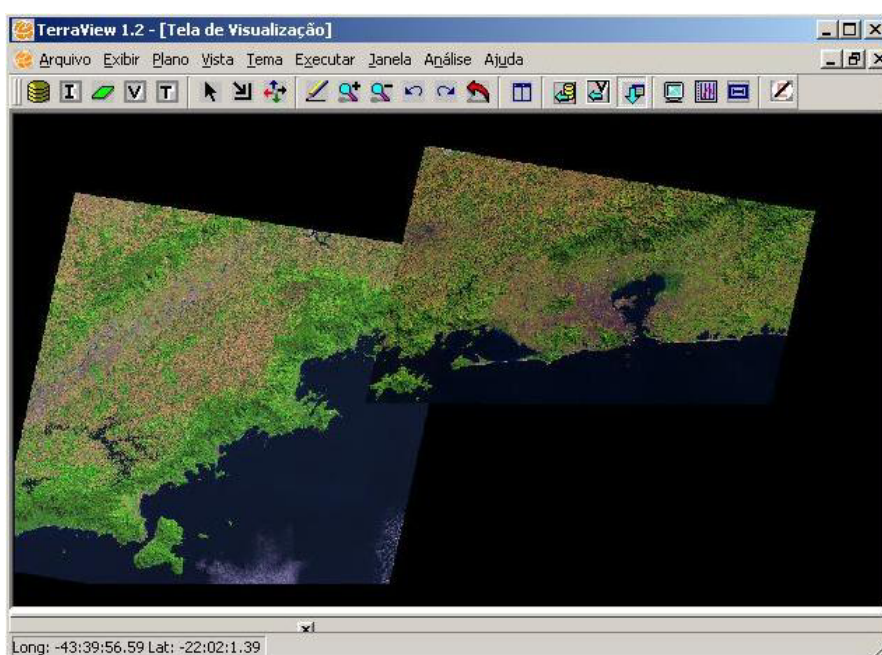 TerraView 1.2 - [Tela de Visualização]
Arquivo Exibir Plano Vista Tema Executar Janela Análise Ajuda
I V T
Long: -43:39:56.59 Lat: -22:02:1.39